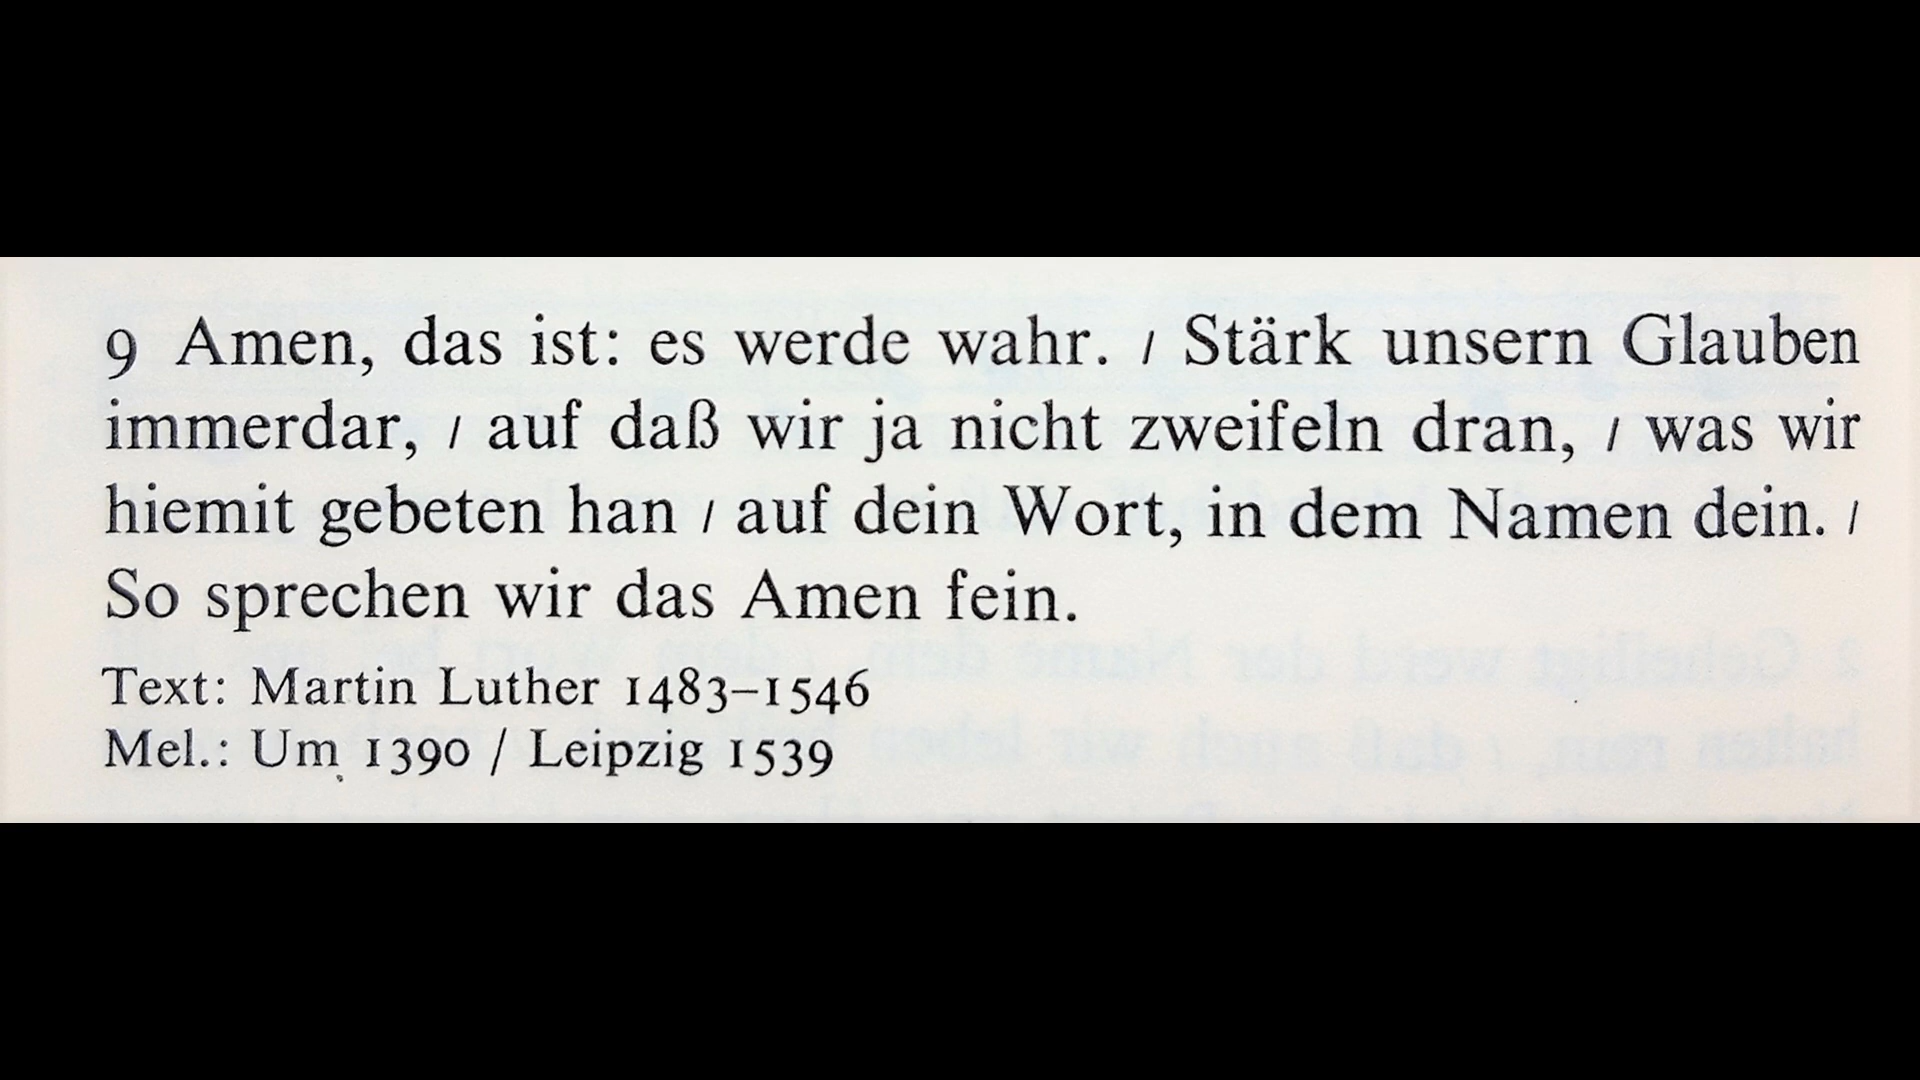 9 Amen, das ist: es werde wahr. / Stärk unsern Glauben
immerdar, / auf daß wir ja nicht zweifeln dran, / was wir
hiemit gebeten han / auf dein Wort, in dem Namen dein. /
So sprechen wir das Amen fein.
Text: Martin Luther 1483–1546
Mel.: Um 1390 / Leipzig 1539